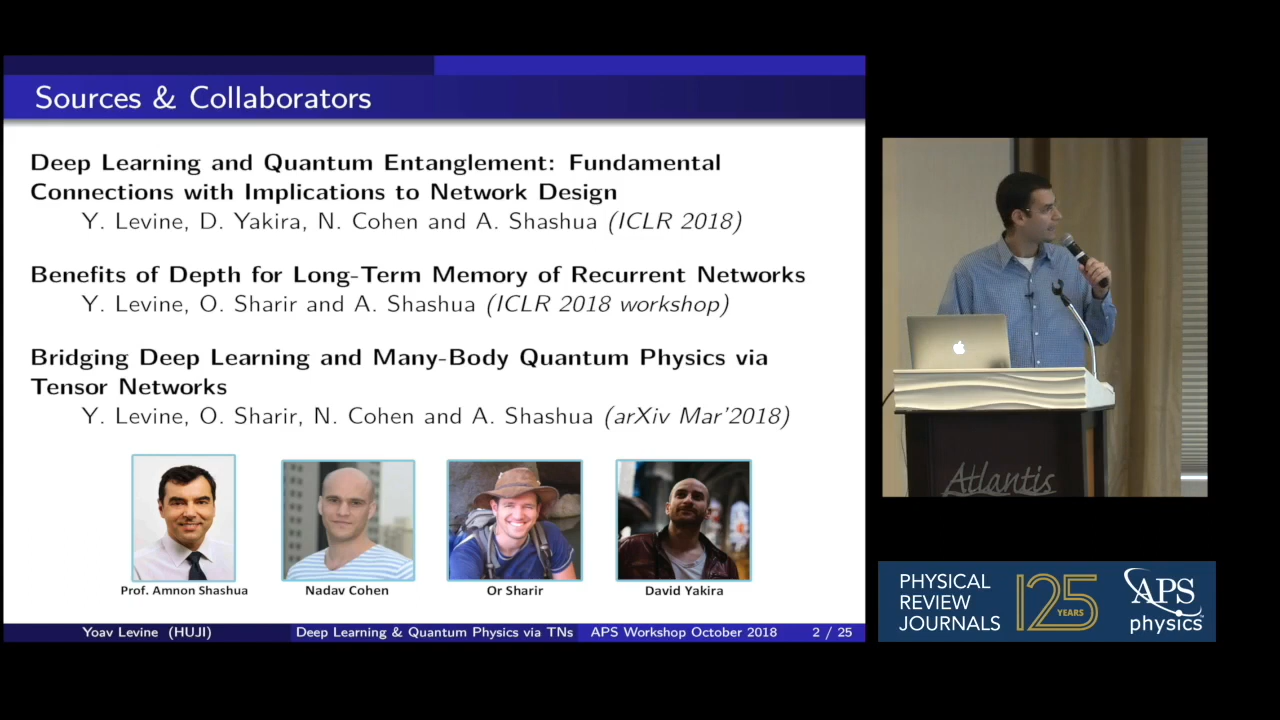 Sources & Collaborators
Deep Learning and Quantum Entanglement: Fundamental
Connections with Implications to Network Design
Y. Levine, D. Yakira, N. Cohen and A. Shashua (ICLR 2018)
Benefits of Depth for Long-Term Memory of Recurrent Networks
Y. Levine, O. Sharir and A. Shashua (ICLR 2018 workshop)
Bridging Deep Learning and Many-Body Quantum Physics via
Tensor Networks
Y. Levine, O. Sharir, N. Cohen and A. Shashua (arXiv Mar'2018)
Prof. Amnon Shashua
Nadav Cohen
Or Sharir
David Yakira
Yoav Levine (HUJI)
Deep Learning & Quantum Physics via TNs
APS Workshop October 2018
2 / 25
Atlantis
PHYSICAL
REVIEW
JOURNALS
125
YEARS
APS
physics